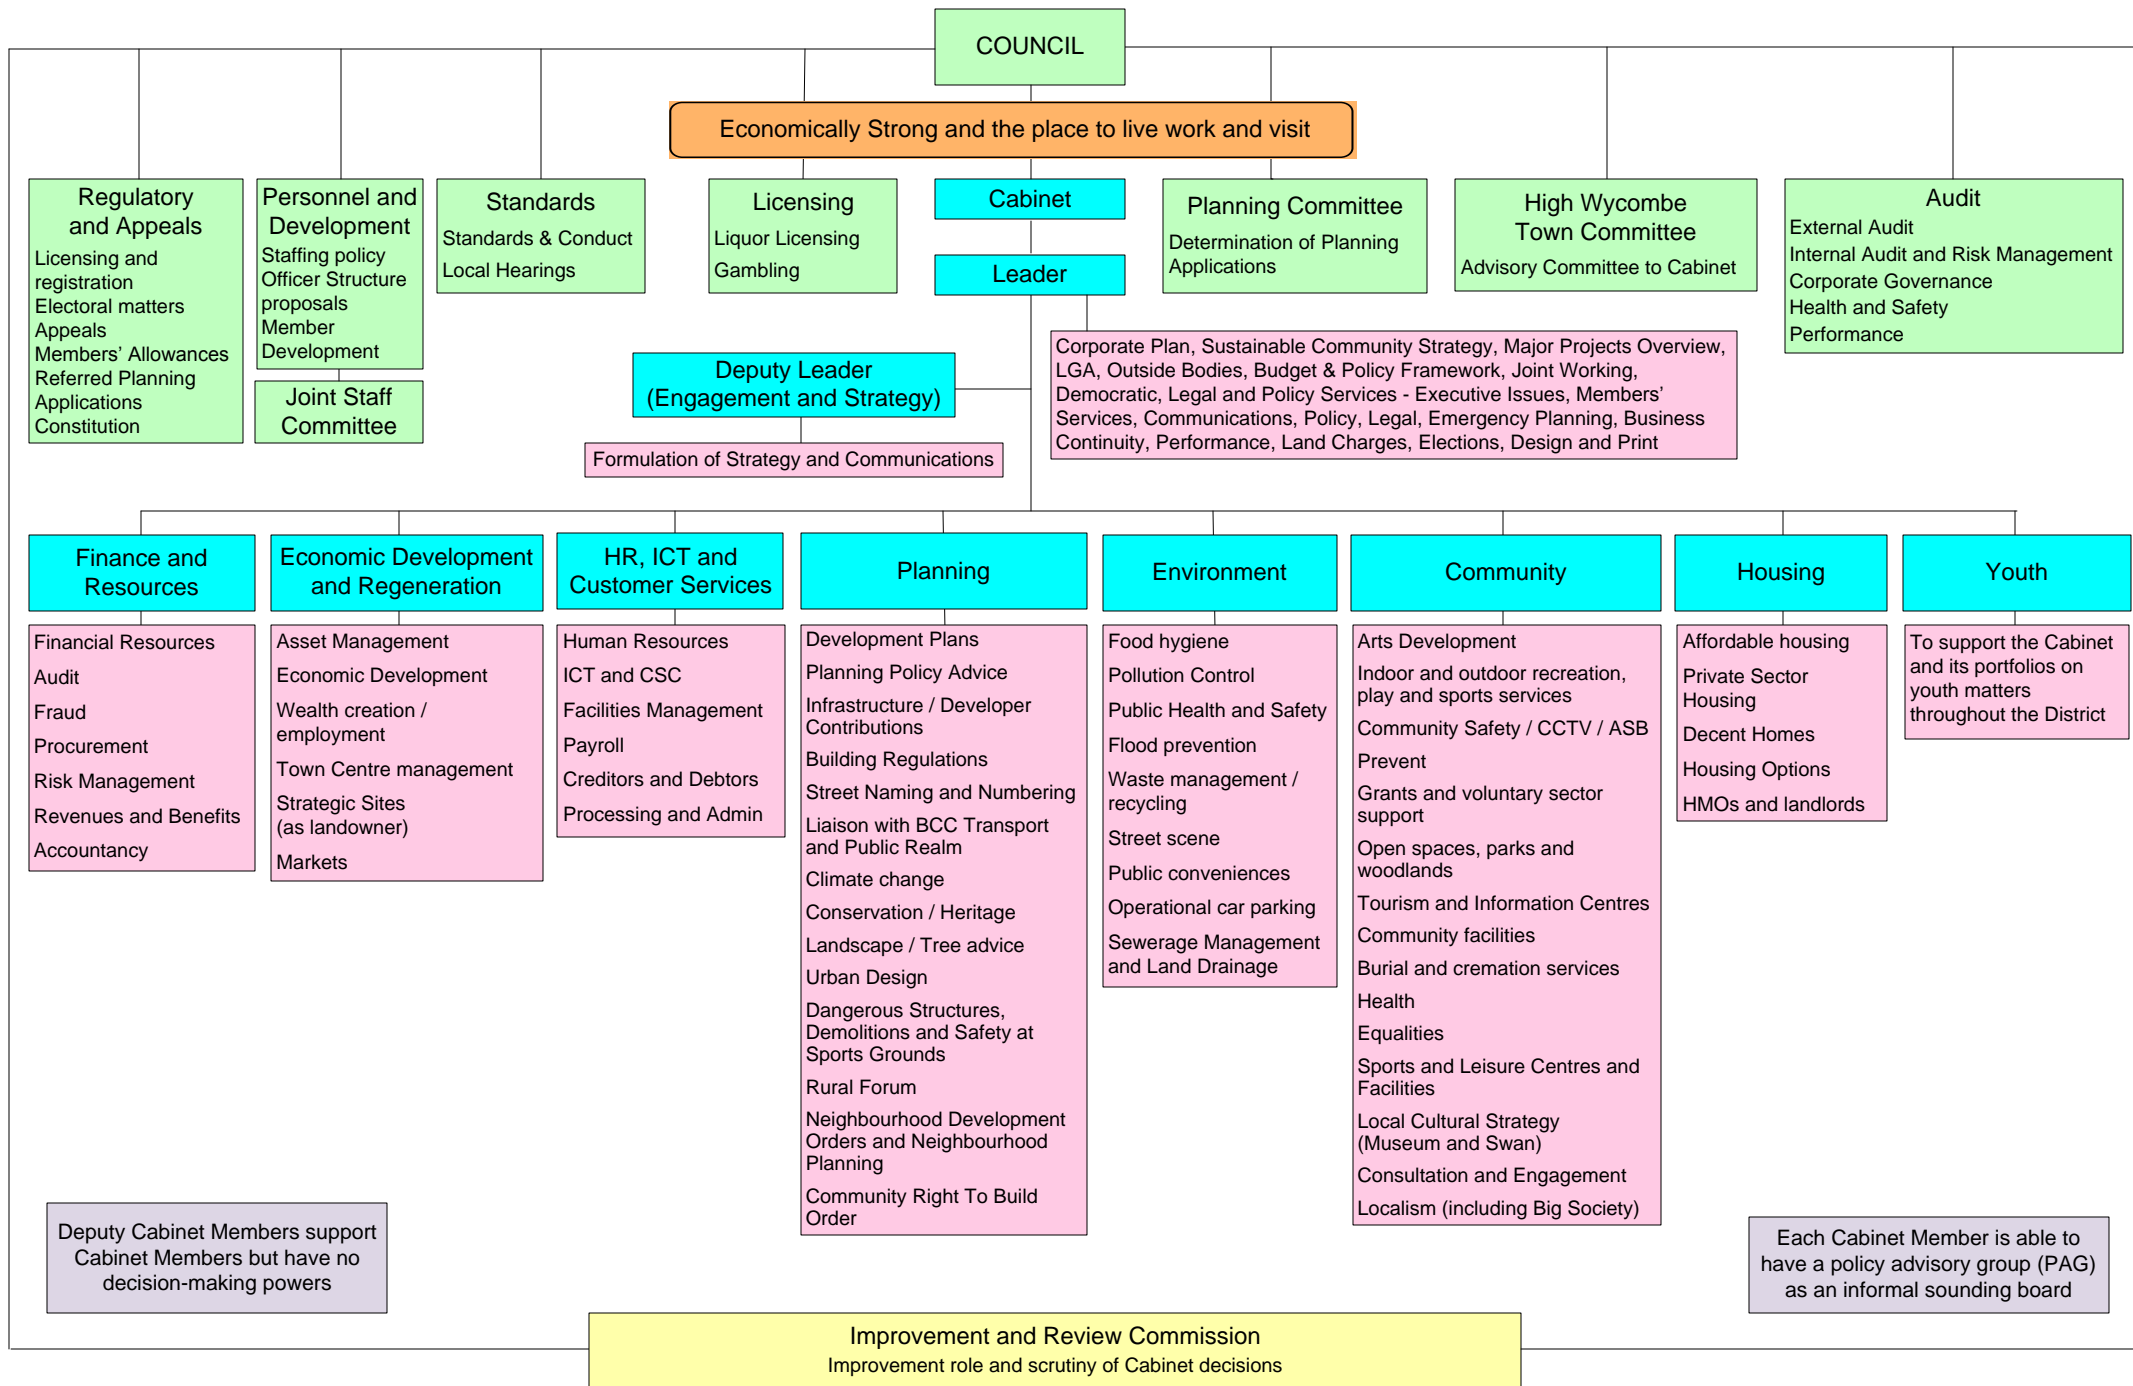 COUNCIL
Economically Strong and the place to live work and visit
Regulatory
and Appeals
Licensing and
registration
Electoral matters
Appeals
Members’ Allowances
Referred Planning
Applications
Constitution
Personnel and
Development
Staffing policy
Officer Structure
proposals
Member
Development
Joint Staff
Committee
Standards
Standards & Conduct
Local Hearings
Licensing
Liquor Licensing
Gambling
Cabinet
Leader
Planning Committee
Determination of Planning
Applications
High Wycombe
Town Committee
Advisory Committee to Cabinet
Audit
External Audit
Internal Audit and Risk Management
Corporate Governance
Health and Safety
Performance
Deputy Leader
(Engagement and Strategy)
Formulation of Strategy and Communications
Corporate Plan, Sustainable Community Strategy, Major Projects Overview,
LGA, Outside Bodies, Budget & Policy Framework, Joint Working,
Democratic, Legal and Policy Services - Executive Issues, Members’
Services, Communications, Policy, Legal, Emergency Planning, Business
Continuity, Performance, Land Charges, Elections, Design and Print
Finance and
Resources
Financial Resources
Audit
Fraud
Procurement
Risk Management
Revenues and Benefits
Accountancy
Economic Development
and Regeneration
Asset Management
Economic Development
Wealth creation /
employment
Town Centre management
Strategic Sites
(as landowner)
Markets
HR, ICT and
Customer Services
Human Resources
ICT and CSC
Facilities Management
Payroll
Creditors and Debtors
Processing and Admin
Planning
Development Plans
Planning Policy Advice
Infrastructure / Developer
Contributions
Building Regulations
Street Naming and Numbering
Liaison with BCC Transport
and Public Realm
Climate change
Conservation / Heritage
Landscape / Tree advice
Urban Design
Dangerous Structures,
Demolitions and Safety at
Sports Grounds
Rural Forum
Neighbourhood Development
Orders and Neighbourhood
Planning
Community Right To Build
Order
Environment
Food hygiene
Pollution Control
Public Health and Safety
Flood prevention
Waste management /
recycling
Street scene
Public conveniences
Operational car parking
Sewerage Management
and Land Drainage
Community
Arts Development
Indoor and outdoor recreation,
play and sports services
Community Safety / CCTV / ASB
Prevent
Grants and voluntary sector
support
Open spaces, parks and
woodlands
Tourism and Information Centres
Community facilities
Burial and cremation services
Health
Equalities
Sports and Leisure Centres and
Facilities
Local Cultural Strategy
(Museum and Swan)
Consultation and Engagement
Localism (including Big Society)
Housing
Affordable housing
Private Sector
Housing
Decent Homes
Housing Options
HMOs and landlords
Youth
To support the Cabinet
and its portfolios on
youth matters
throughout the District
Deputy Cabinet Members support
Cabinet Members but have no
decision-making powers
Each Cabinet Member is able to
have a policy advisory group (PAG)
as an informal sounding board
Improvement and Review Commission
Improvement role and scrutiny of Cabinet decisions